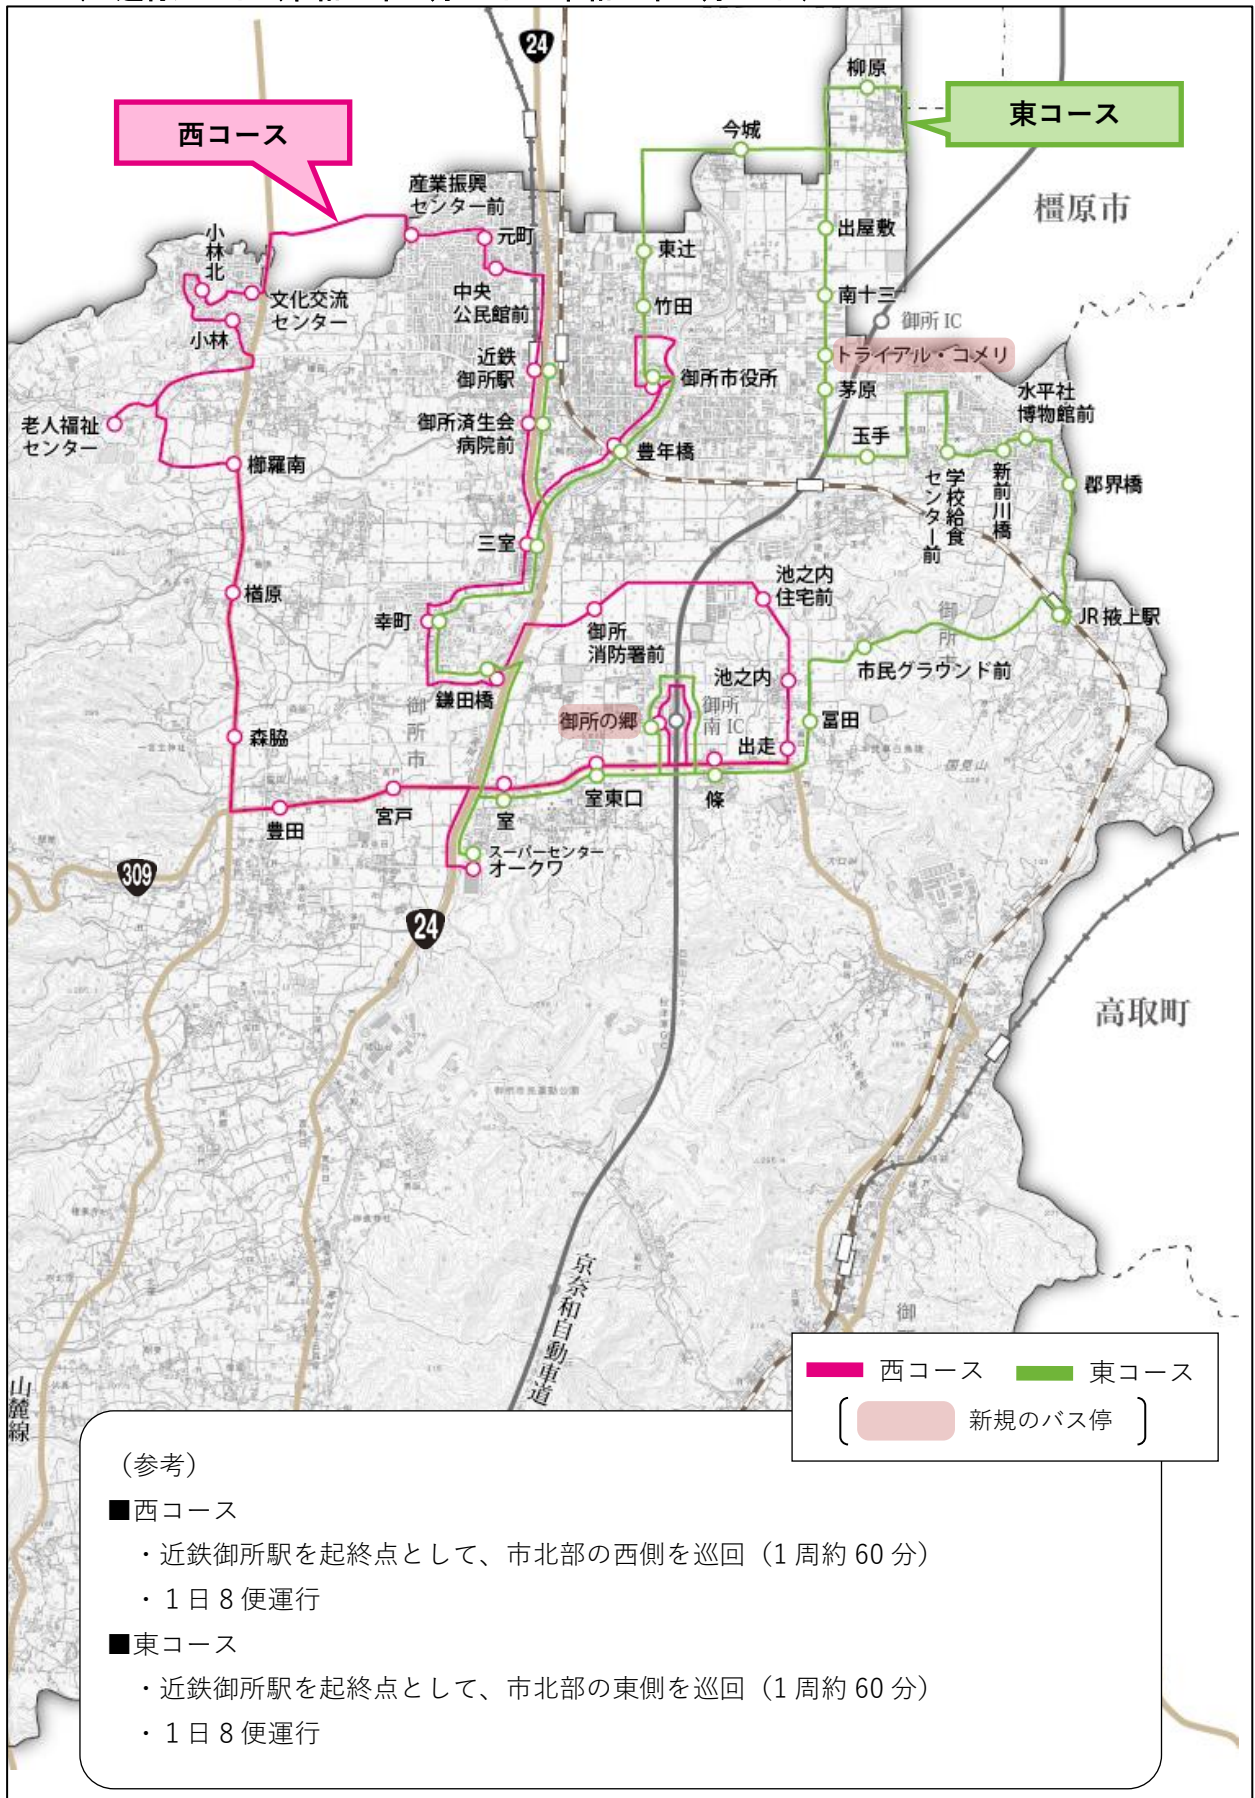 24
柳原
西コース
東コース
今城
産業振興
センター前
橿原市
小林北
元町
出屋敷
東辻
文化交流
センター
中央
公民館前
南十三
竹田
御所 IC
小林
近鉄
御所駅
トライアル・コメリ
御所市役所
茅原
水平社
博物館前
老人福祉
センター
御所済生会
病院前
豊年橋
玉手
櫛羅南
学校給食
センター前
新前川橋
郡界橋
三室
池之内
住宅前
楢原
幸町
御所
消防署前
御所
JR 掖上駅
市民グラウンド前
池之内
鎌田橋
御所市
御所の郷
御所
南 IC
冨田
森脇
出走
国見山
室東口
條
宮戸
室
豊田
スーパーセンター
オークワ
309
24
高取町
京奈和自動車道
御
山麓線
西コース
東コース
新規のバス停
（参考）
■西コース
・近鉄御所駅を起終点として、市北部の西側を巡回（1 周約 60 分）
・1 日 8 便運行
■東コース
・近鉄御所駅を起終点として、市北部の東側を巡回（1 周約 60 分）
・1 日 8 便運行